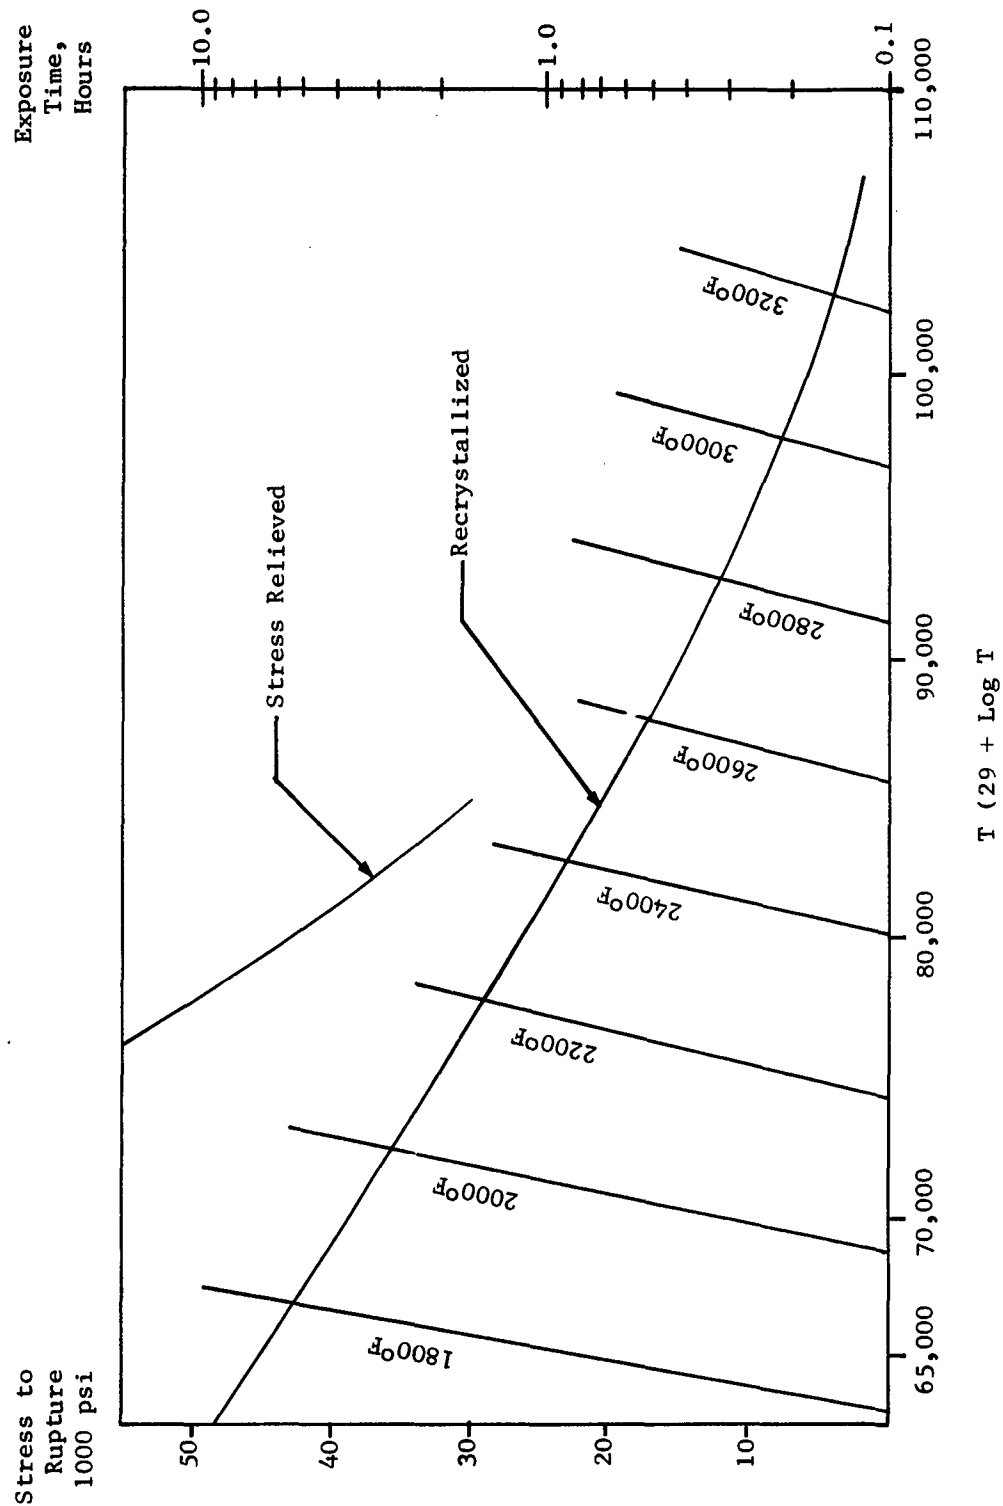 Stress to
Rupture
1000 psi
Exposure
Time,
Hours
50
40
30
20
10
10.0
1.0
0.1
Stress Relieved
Recrystallized
1800°F
2000°F
2200°F
2400°F
2600°F
2800°F
3000°F
3200°F
65,000
70,000
80,000
90,000
100,000
110,000
T (29 + Log T